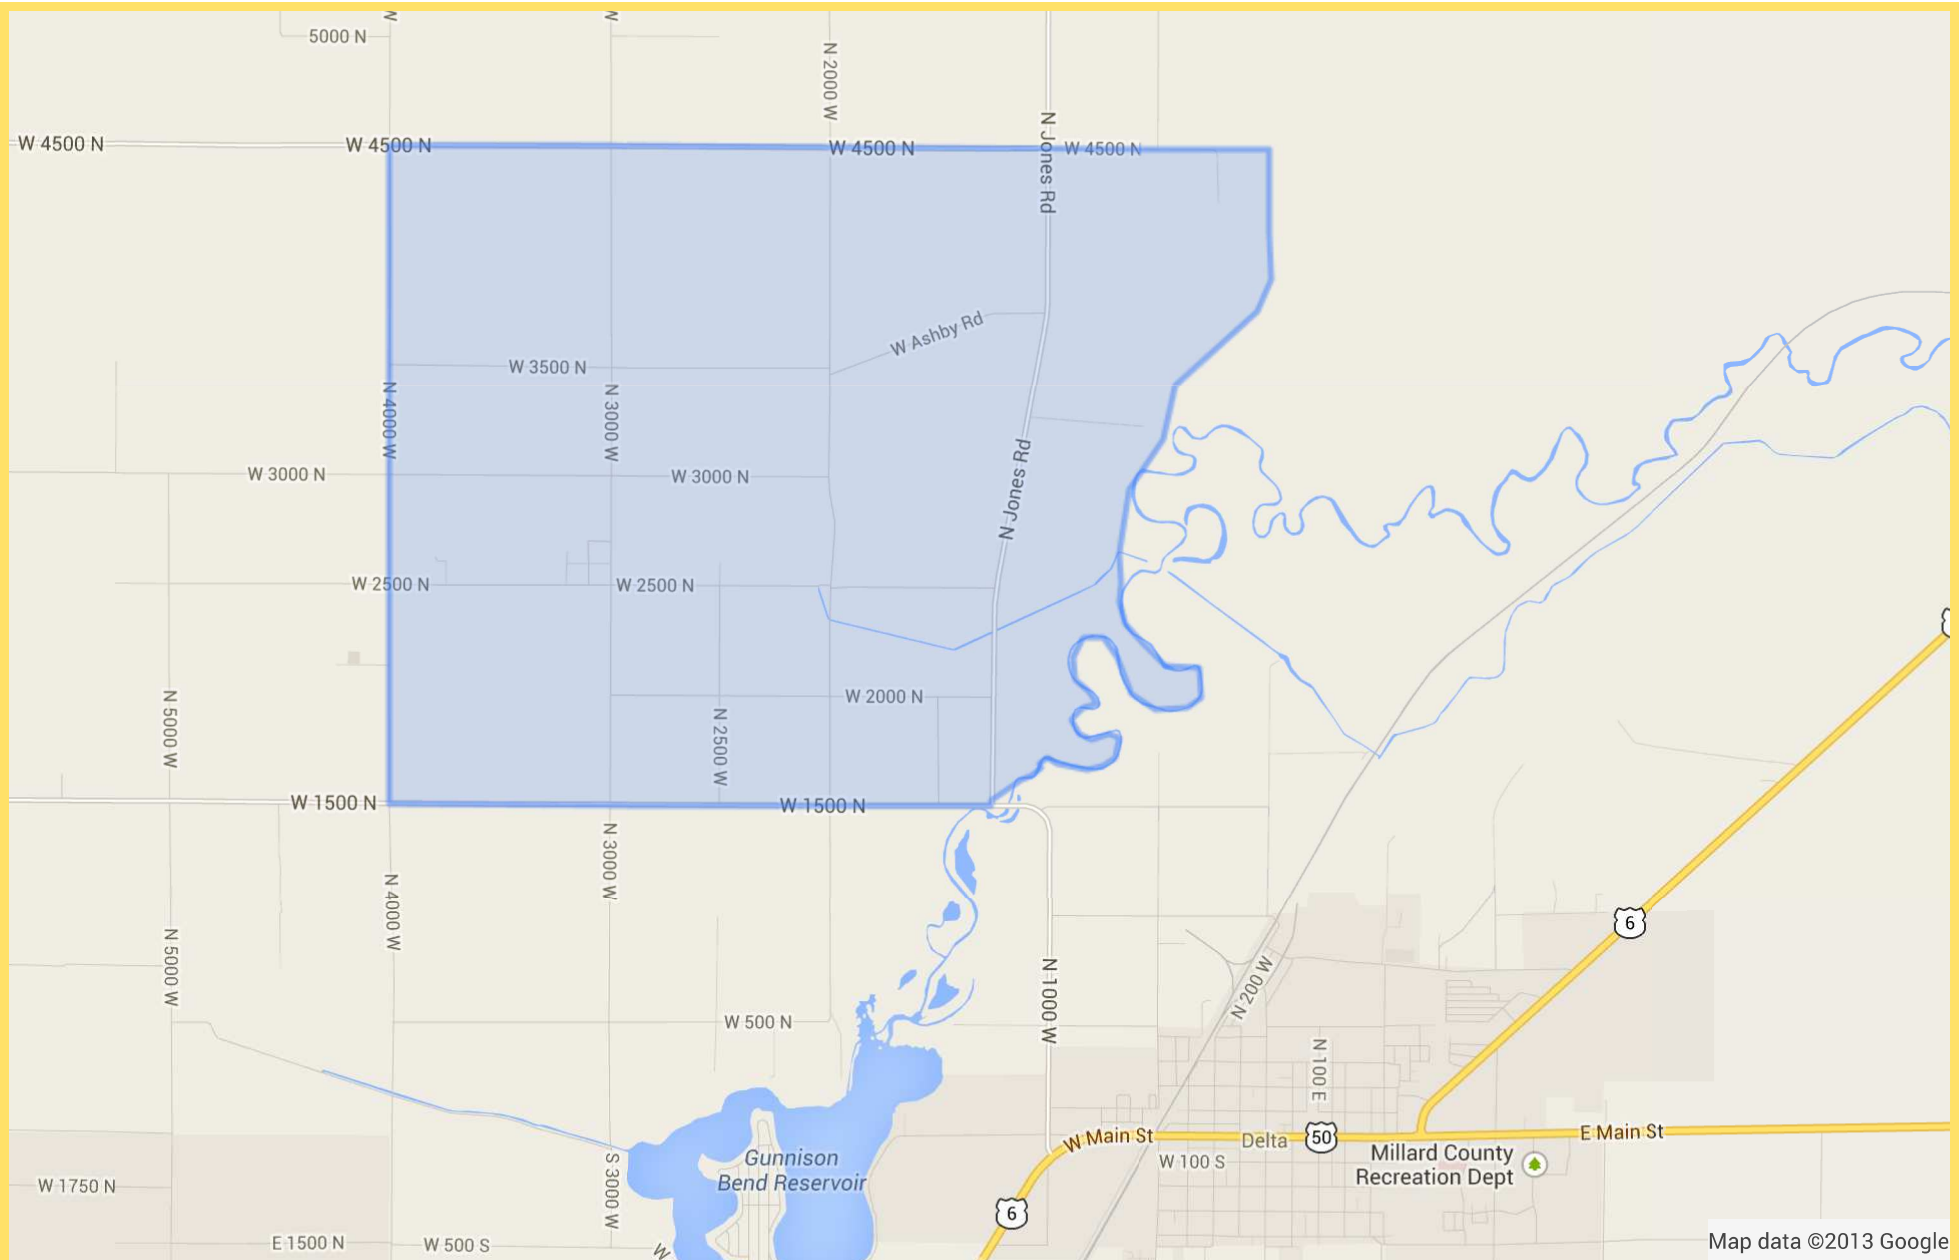 W
W
5000 N
N 2000 W
W 4500 N
W 4500 N
W 4500 N
W 4500 N
N Jones Rd
W Ashby Rd
W 3500 N
N 4000 W
N 3000 W
W 3000 N
W 3000 N
N Jones Rd
W 2500 N
W 2500 N
N 5000 W
W 2000 N
N 2500 W
W 1500 N
W 1500 N
N 3000 W
N 4000 W
6
N 5000 W
N 1000 W
N 200 W
W 500 N
N 100 E
W Main St
Delta
50
E Main St
W 100 S
Millard County
Recreation Dept
Gunnison
Bend Reservoir
S 3000 W
W 1750 N
6
E 1500 N
W 500 S
W
Map data ©2013 Google